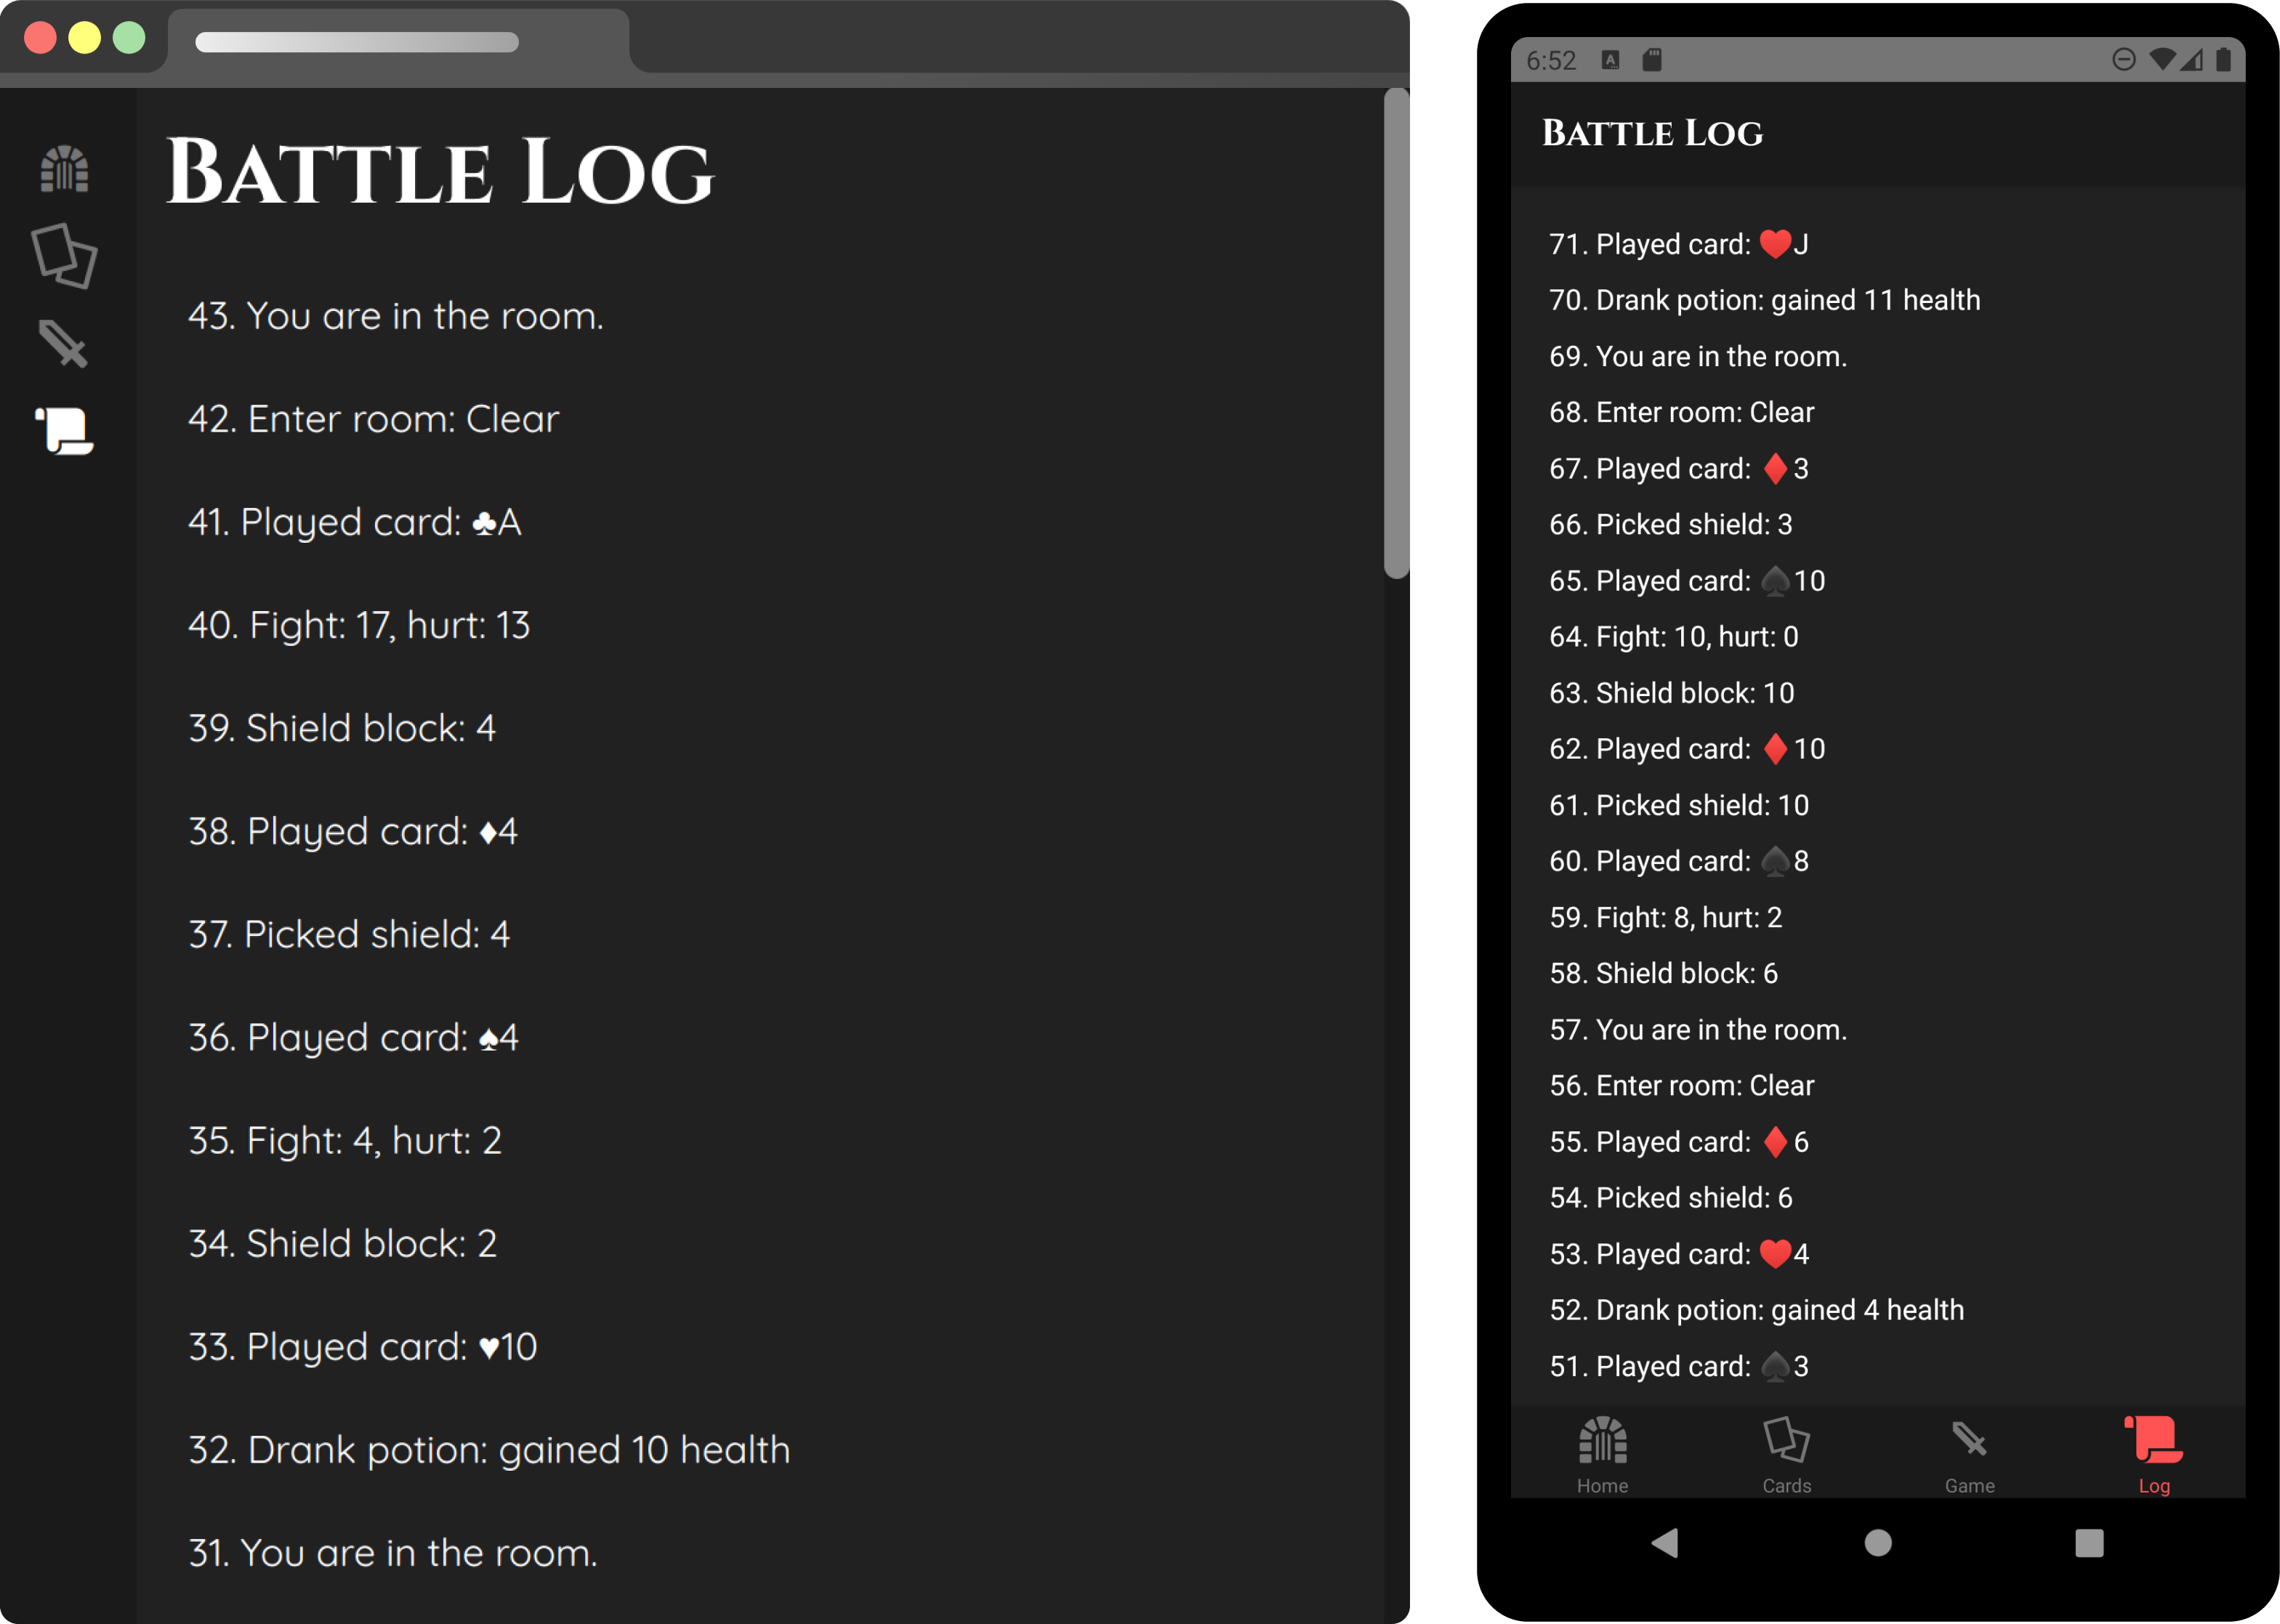 BATTLE LOG
43. You are in the room.
42. Enter room: Clear
41. Played card: ♣A
40. Fight: 17, hurt: 13
39. Shield block: 4
38. Played card: ♦4
37. Picked shield: 4
36. Played card: ♠4
35. Fight: 4, hurt: 2
34. Shield block: 2
33. Played card: ♥10
32. Drank potion: gained 10 health
31. You are in the room.
6:52
BATTLE LOG
71. Played card: ♥J
70. Drank potion: gained 11 health
69. You are in the room.
68. Enter room: Clear
67. Played card: ♦3
66. Picked shield: 3
65. Played card: ♠10
64. Fight: 10, hurt: 0
63. Shield block: 10
62. Played card: ♦10
61. Picked shield: 10
60. Played card: ♠8
59. Fight: 8, hurt: 2
58. Shield block: 6
57. You are in the room.
56. Enter room: Clear
55. Played card: ♦6
54. Picked shield: 6
53. Played card: ♥4
52. Drank potion: gained 4 health
51. Played card: ♠3
Home Cards Game Log